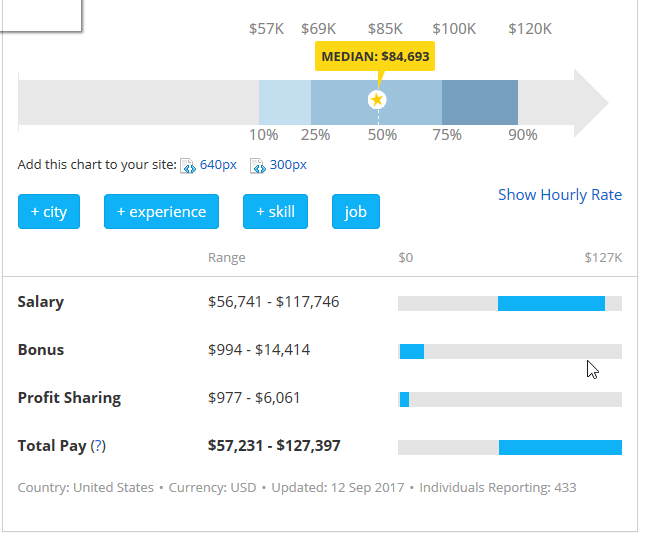 $57K $69K $85K $100K $120K
MEDIAN: $84,693
10% 25% 50% 75% 90%
Add this chart to your site: 640px 300px
Show Hourly Rate
+ city + experience + skill job
Range $0 $127K
Salary $56,741 - $117,746
Bonus $994 - $14,414
Profit Sharing $977 - $6,061
Total Pay (?) $57,231 - $127,397
Country: United States • Currency: USD • Updated: 12 Sep 2017 • Individuals Reporting: 433